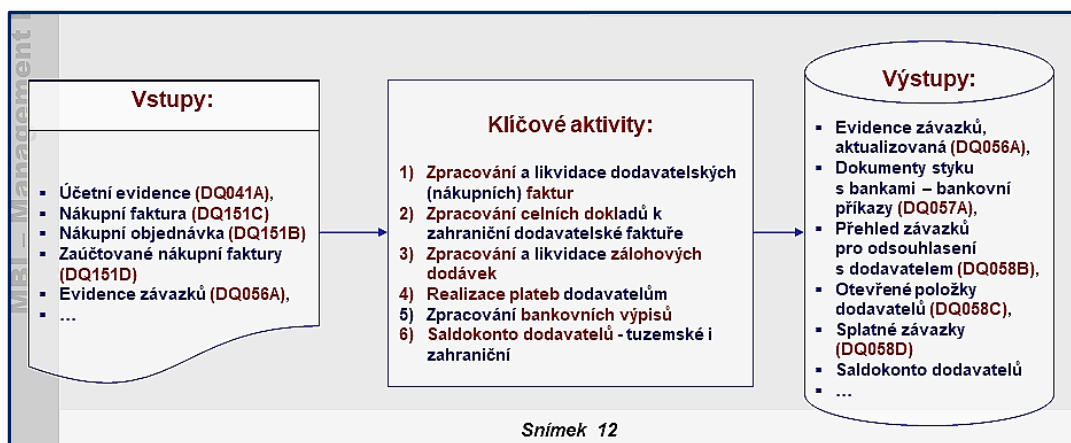 MBI – Management I
Vstupy:
▪ Účetní evidence (DQ041A),
▪ Nákupní faktura (DQ151C)
▪ Nákupní objednávka (DQ151B)
▪ Zaúčtované nákupní faktury
(DQ151D)
▪ Evidence závazků (DQ056A),
▪ …
Klíčové aktivity:
1) Zpracování a likvidace dodavatelských
(nákupních) faktur
2) Zpracování celních dokladů k
zahraniční dodavatelské faktuře
3) Zpracování a likvidace zálohových
dodávek
4) Realizace plateb dodavatelům
5) Zpracování bankovních výpisů
6) Saldokonto dodavatelů - tuzemské i
zahraniční
Výstupy:
▪ Evidence závazků,
aktualizovaná (DQ056A),
▪ Dokumenty styku
s bankami – bankovní
příkazy (DQ057A),
▪ Přehled závazků
pro odsouhlasení
s dodavatelem (DQ058B),
▪ Otevřené položky
dodavatelů (DQ058C),
▪ Splatné závazky
(DQ058D)
▪ Saldokonto dodavatelů
▪ …
Snímek 12